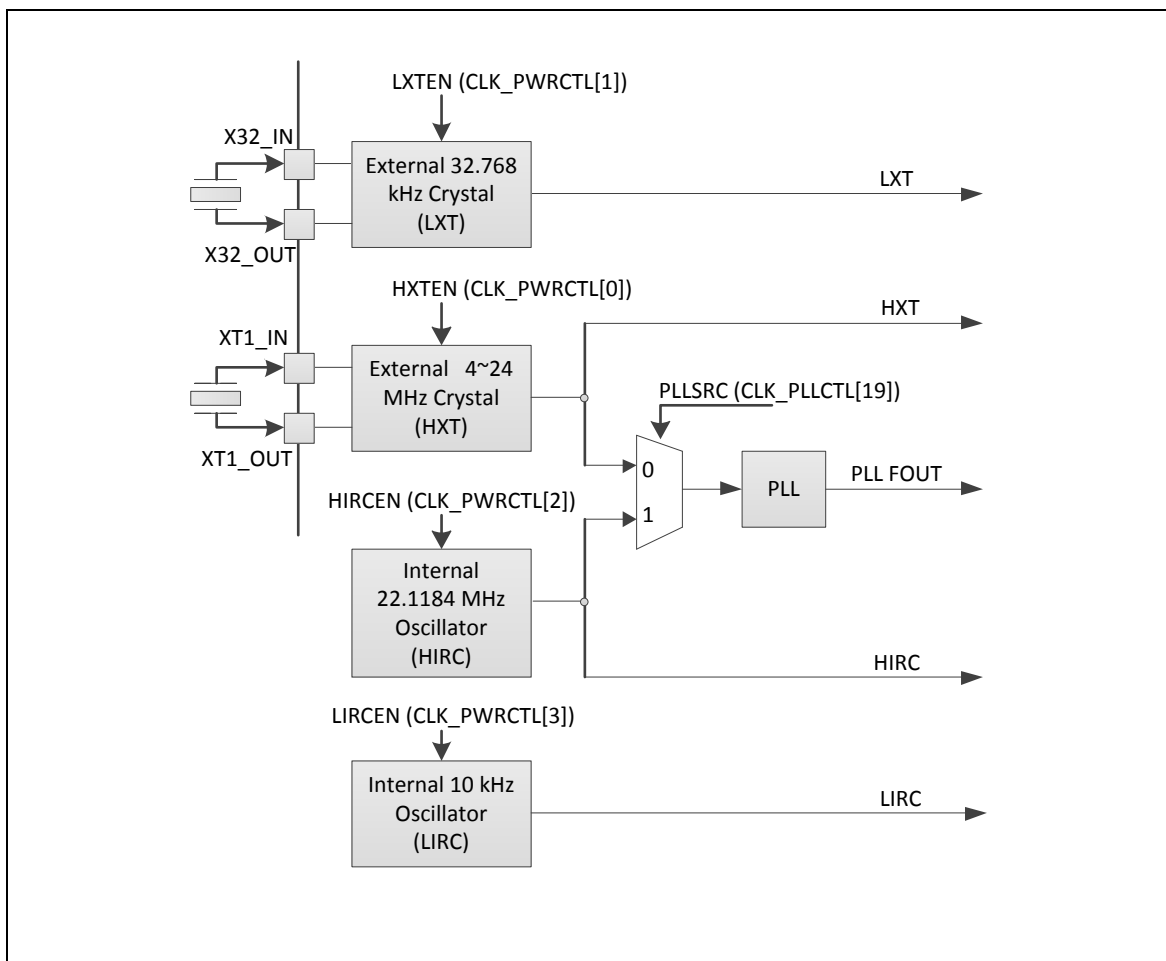 LXTEN (CLK_PWRCTL[1])
X32_IN
External 32.768
kHz Crystal
(LXT)
LXT
X32_OUT
HXTEN (CLK_PWRCTL[0])
HXT
XT1_IN
External 4~24
MHz Crystal
(HXT)
PLLSRC (CLK_PLLCTL[19])
XT1_OUT
0
PLL
PLL FOUT
HIRCEN (CLK_PWRCTL[2])
1
Internal
22.1184 MHz
Oscillator
(HIRC)
HIRC
LIRCEN (CLK_PWRCTL[3])
Internal 10 kHz
Oscillator
(LIRC)
LIRC